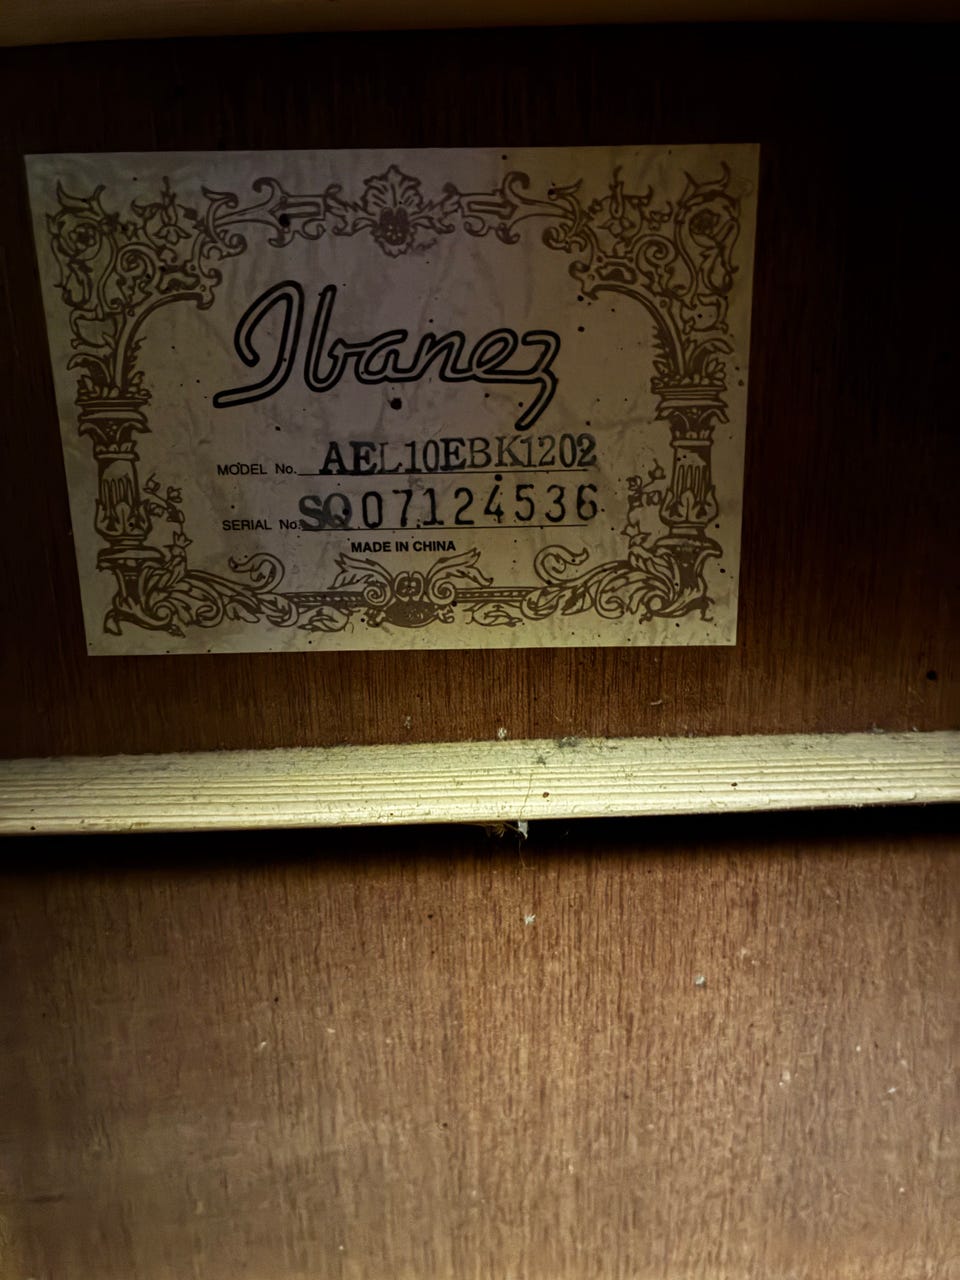 Ibanez
MODEL No. AEL10EBK1202
SERIAL No. SQ07124536
MADE IN CHINA